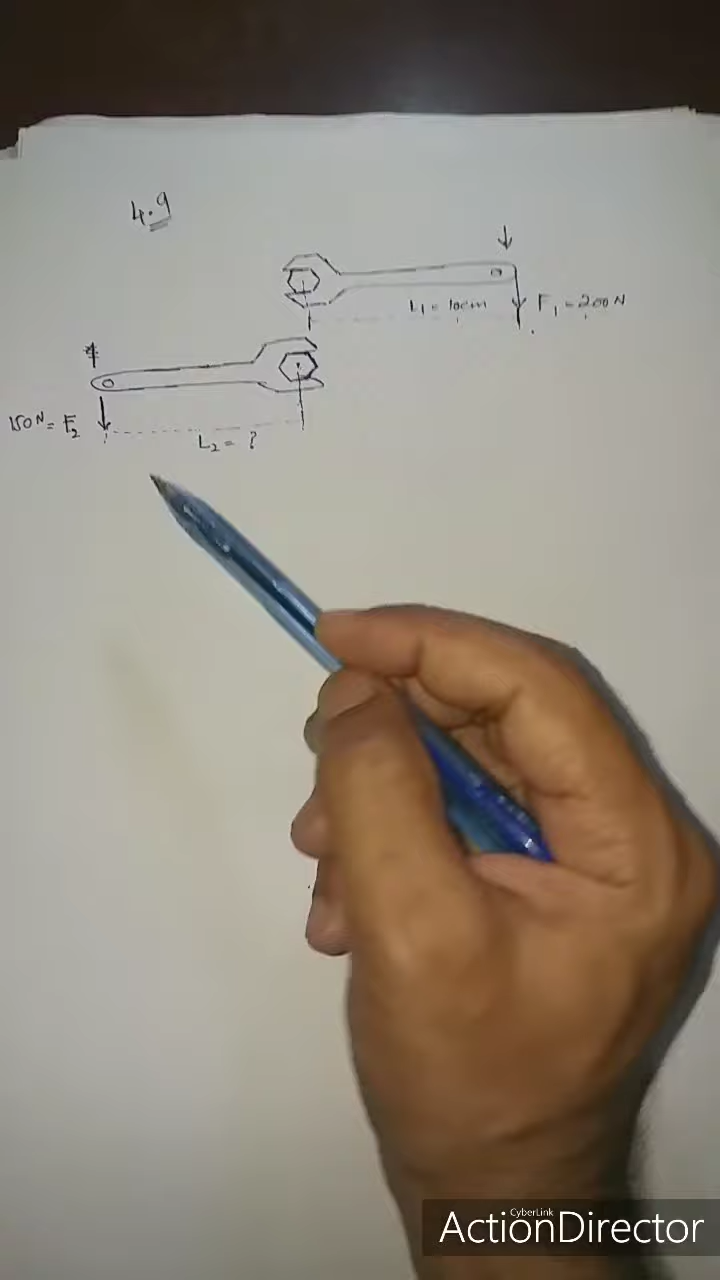 4.9
L1 = 10cm F1 = 200N
150N = F2
L2 = ?
CyberLink
ActionDirector